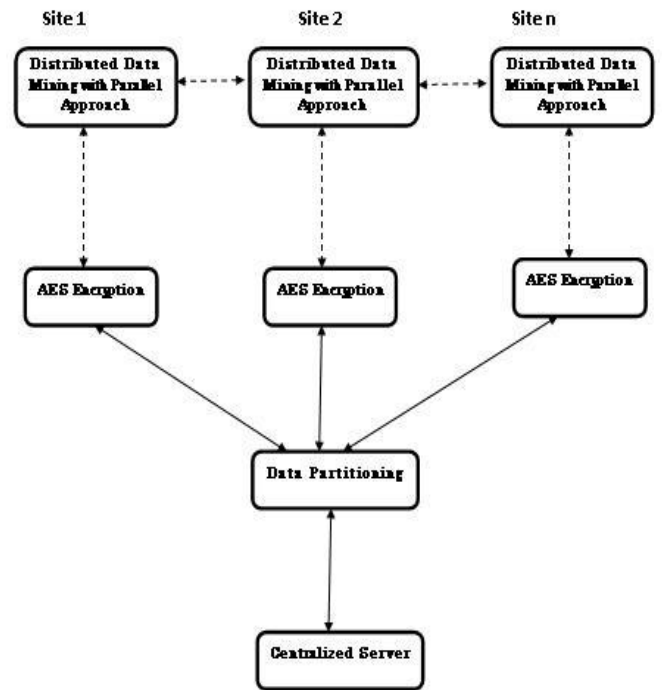 Site 1
Site 2
Site n
Distributed Data
Mining with Parallel
Approach
Distributed Data
Mining with Parallel
Approach
Distributed Data
Mining with Parallel
Approach
AES Encryption
AES Encryption
AES Encryption
Data Partitioning
Centralized Server